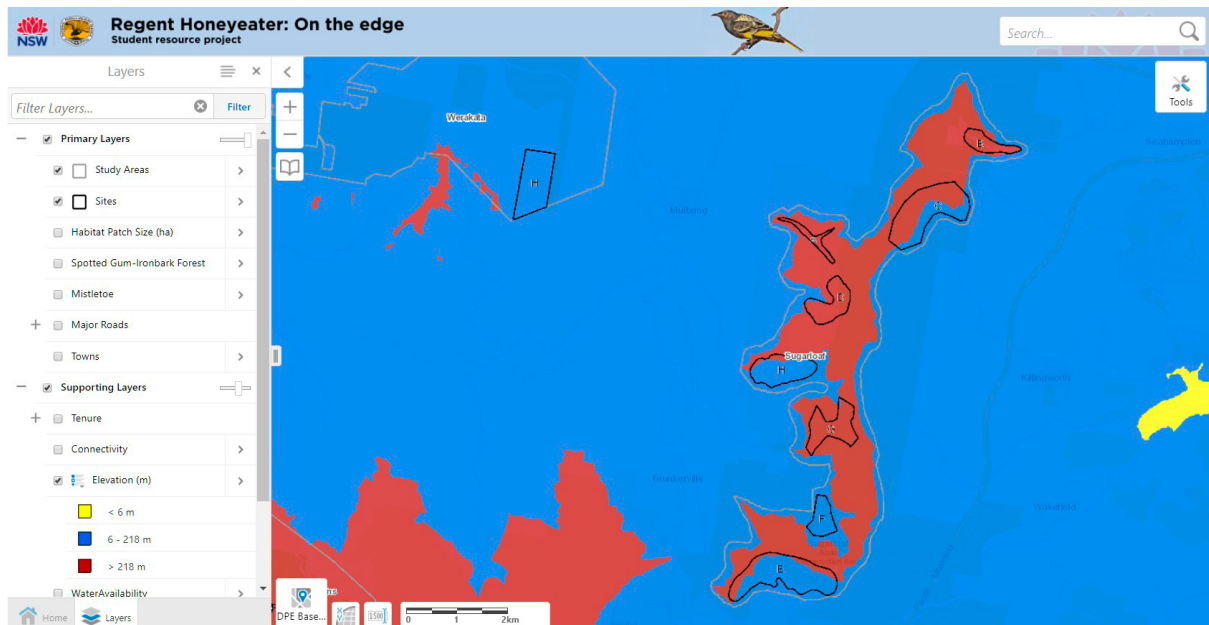 NSW
Regent Honeyeater: On the edge
Student resource project
Search...
Layers
Filter Layers...
Filter
Tools
Primary Layers
Study Areas
Sites
Habitat Patch Size (ha)
Spotted Gum-Ironbark Forest
Mistletoe
Major Roads
Towns
Supporting Layers
Tenure
Connectivity
Elevation (m)
< 6 m
6 - 218 m
> 218 m
WaterAvailability
Home
Layers
Werakata
H
B
Seahampton
Mulbring
D
Sugarloaf
H
Killingworth
Brunkerville
Wakefield
F
E
DPE Base...
0 1 2km